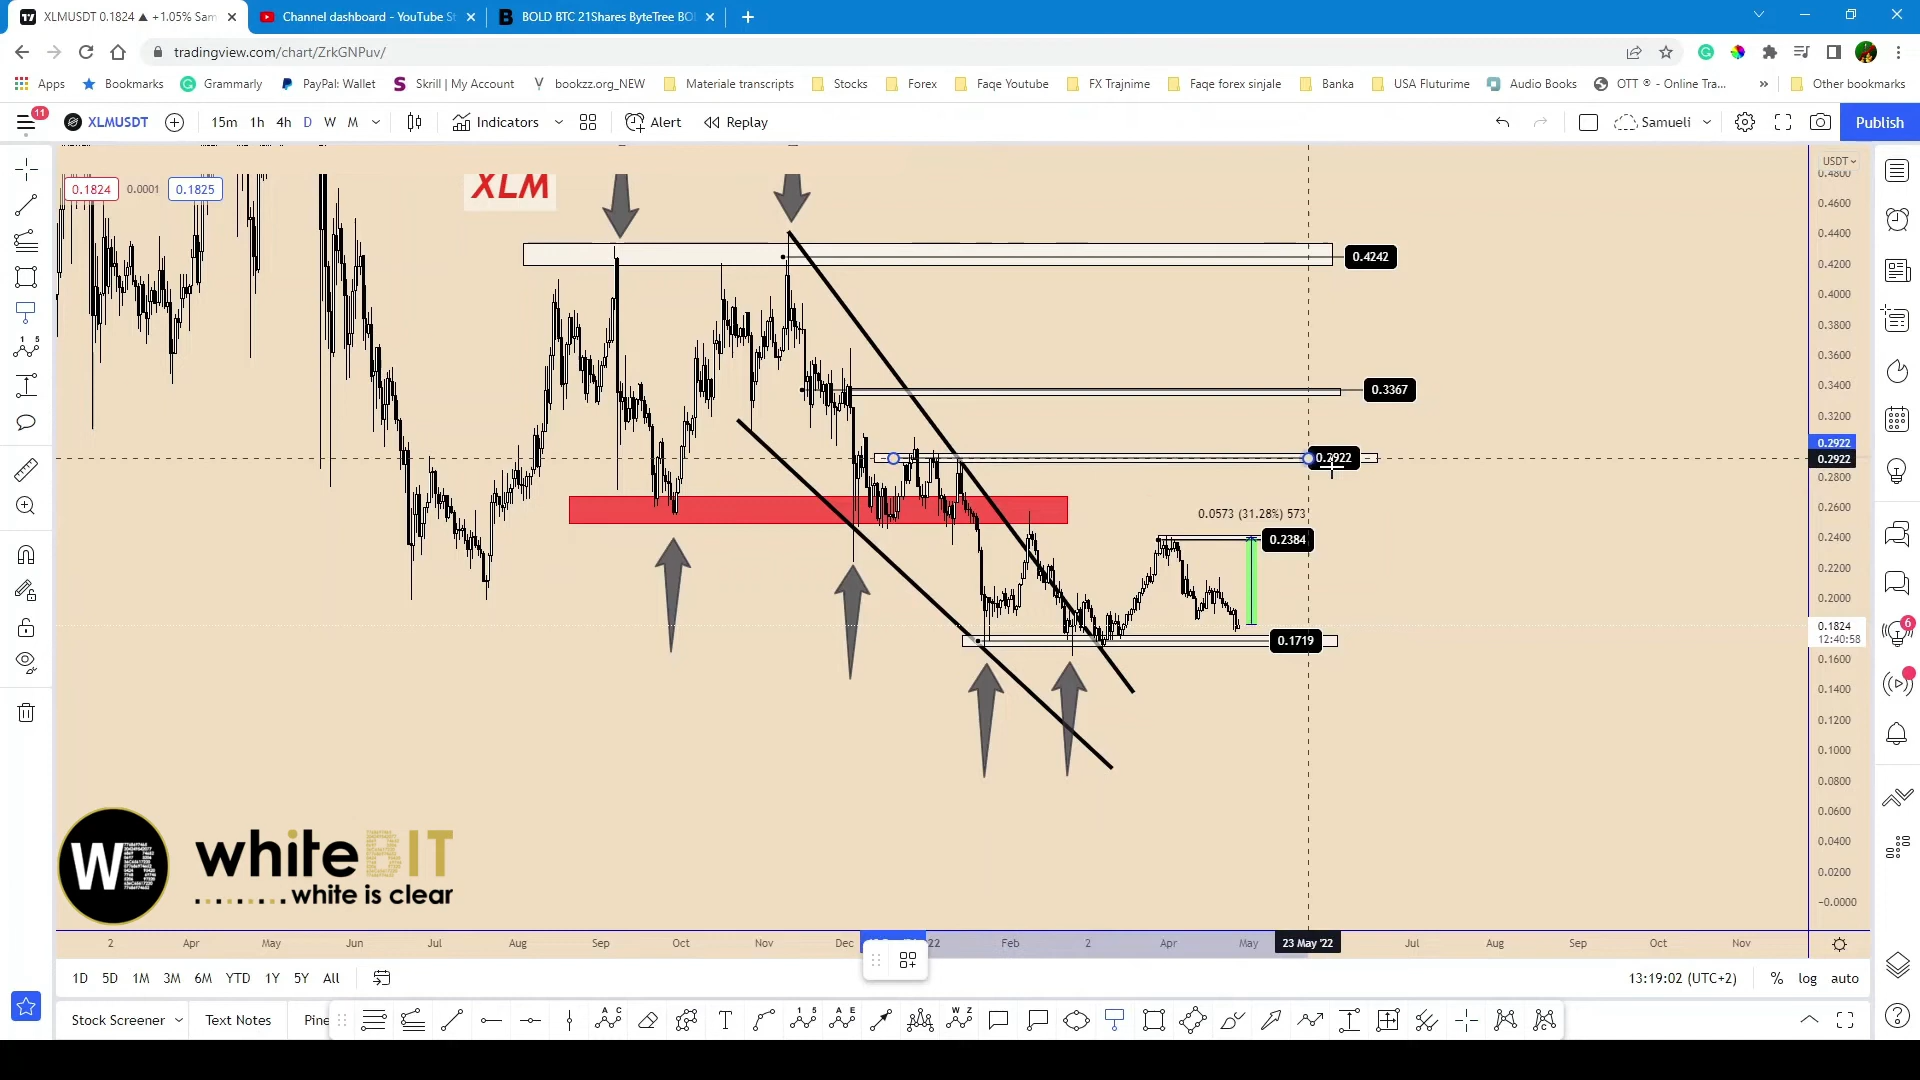 XLMUSDT 0.1824 ▲ +1.05% Sam
Channel dashboard - YouTube St
BOLD BTC 21Shares ByteTree BO
tradingview.com/chart/ZrkGNPuv/
Apps
Bookmarks
Grammarly
PayPal: Wallet
Skrill | My Account
bookzz.org_NEW
Materiale transcripts
Stocks
Forex
Faqe Youtube
FX Trajnime
Faqe forex sinjale
Banka
USA Fluturime
Audio Books
OTT ® - Online Tra...
»
Other bookmarks
11
XLMUSDT
15m 1h 4h D W M
Indicators
Alert
Replay
Samueli
Publish
0.1824 0.0001 0.1825
XLM
USDT
0.4800
0.4600
0.4400
0.4242
0.4200
0.4000
0.3800
0.3600
0.3367
0.3400
0.3200
0.2922
0.2922
0.2922
0.2800
0.0573 (31.28%) 573
0.2600
0.2384
0.2400
0.2200
0.2000
0.1824
12:40:58
0.1719
0.1600
0.1400
0.1200
0.1000
0.0800
0.0600
0.0400
0.0200
−0.0000
6
WB
whiteBIT
white is clear
2 Apr May Jun Jul Aug Sep Oct Nov Dec 22 Feb 2 Apr May 23 May '22 Jul Aug Sep Oct Nov
1D 5D 1M 3M 6M YTD 1Y 5Y All
13:19:02 (UTC+2) % log auto
Stock Screener Text Notes Pine